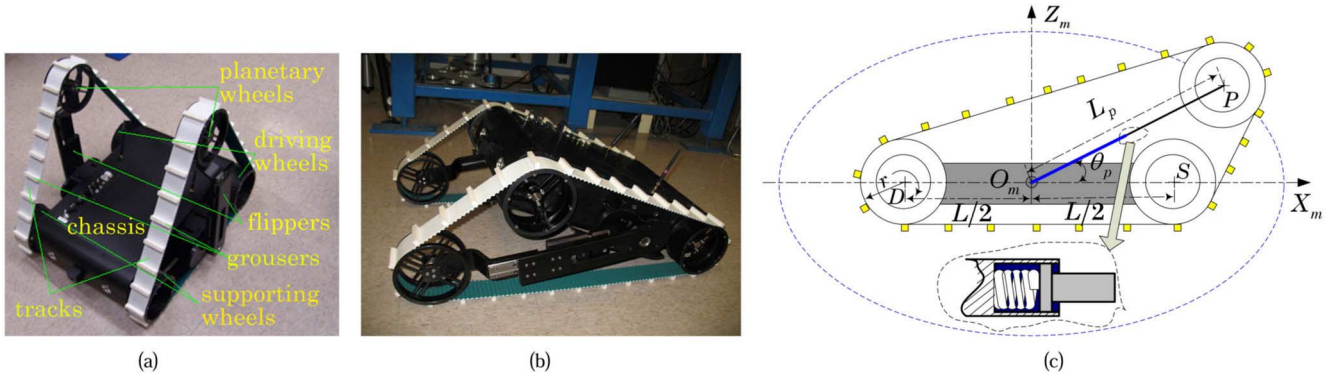 planetary
wheels
driving
wheels
flippers
chassis
grousers
tracks
supporting
wheels
(a)
(b)
Z_m
P
L_p
θ_p
O_m
S
r
D
X_m
L/2
L/2
(c)